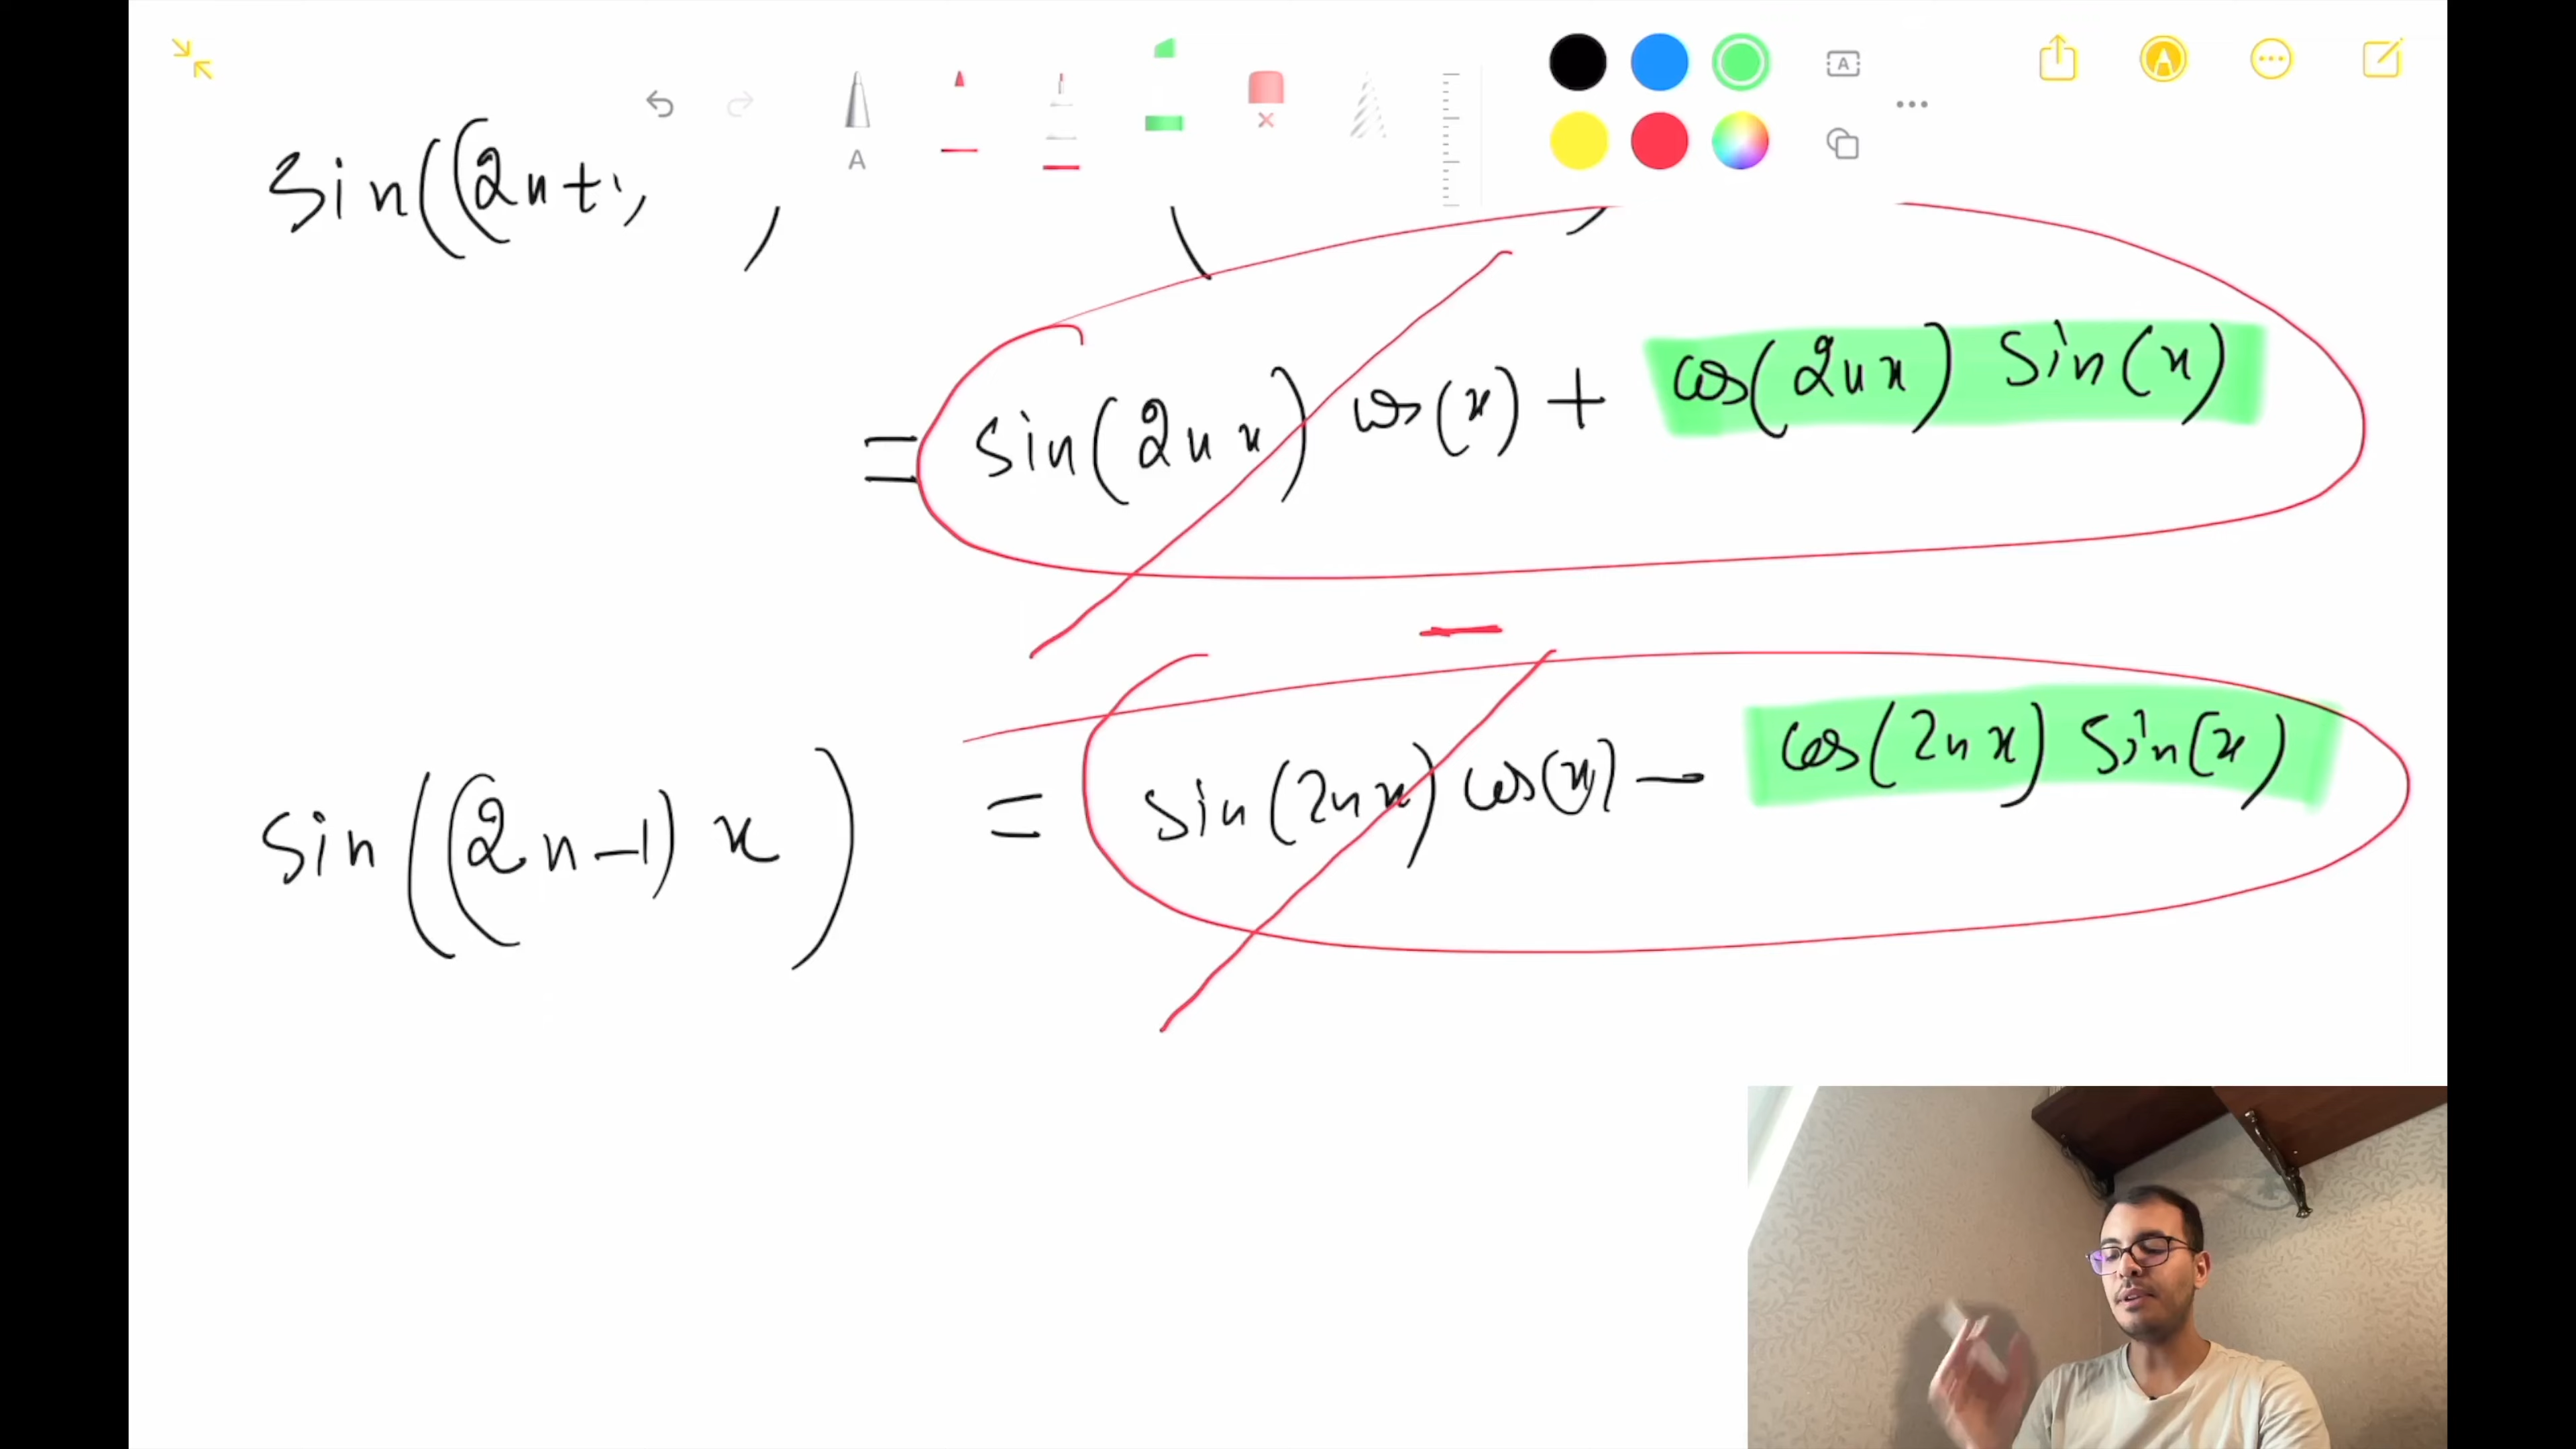 sin((2n+1
= sin(2nx) cos(x) + cos(2nx) sin(x)
−
sin((2n−1)x) = sin(2nx) cos(x) − cos(2nx) sin(x)
A
A